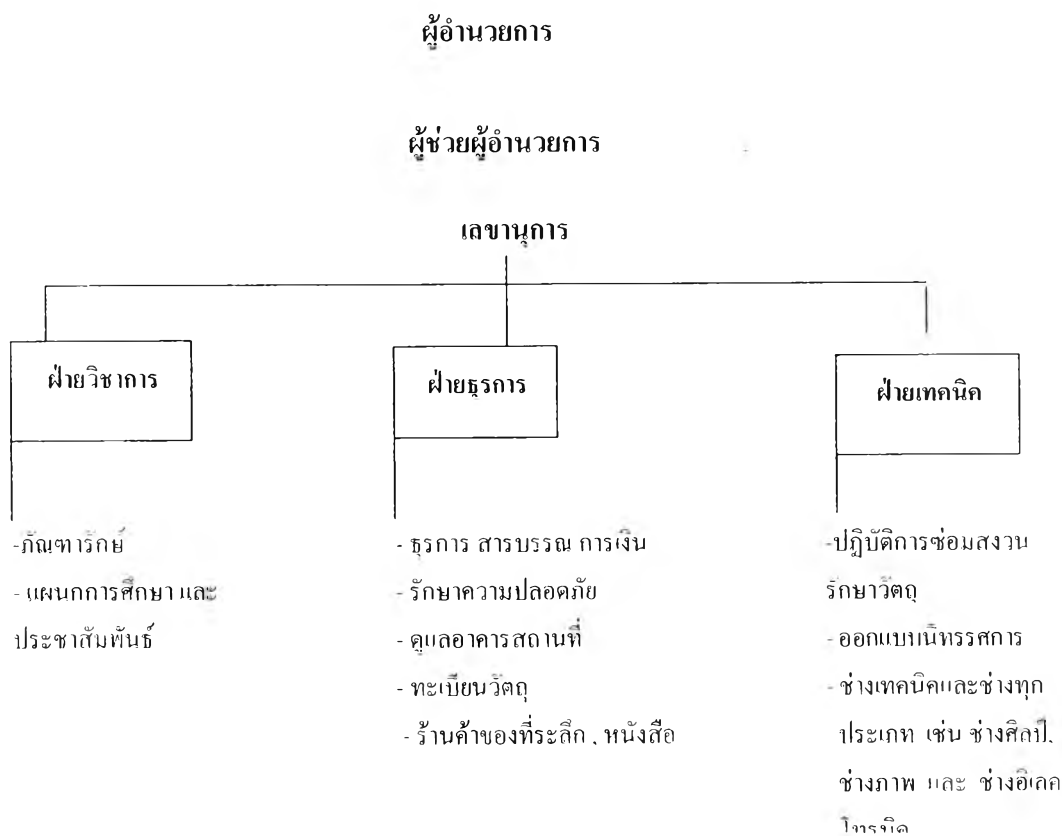 ผู้อำนวยการ
ผู้ช่วยผู้อำนวยการ
เลขานุการ
ฝ่ายวิชาการ
-ภัณฑารักษ์
- แผนกการศึกษา และ
ประชาสัมพันธ์
ฝ่ายธุรการ
- ธุรการ สารบรรณ การเงิน
- รักษาความปลอดภัย
- ดูแลอาคารสถานที่
- ทะเบียนวัตถุ
- ร้านค้าของที่ระลึก , หนังสือ
ฝ่ายเทคนิค
-ปฏิบัติการซ่อมสงวน
รักษาวัตถุ
- ออกแบบนิทรรศการ
- ช่างเทคนิคและช่างทุก
ประเภท เช่น ช่างศิลป์,
ช่างภาพ และ ช่างอิเลค
โทรนิค